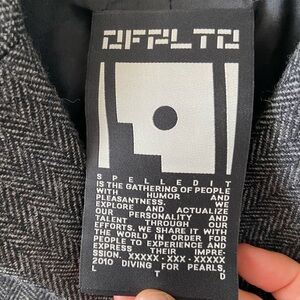 SPELLEDIT
IS THE GATHERING OF PEOPLE
WITH HUMOR AND
PLEASANTNESS. WE
EXPLORE AND ACTUALIZE
OUR PERSONALITY AND
TALENT THROUGH OUR
EFFORTS. WE SHARE IT WITH
THE WORLD IN ORDER FOR
PEOPLE TO EXPERIENCE AND
EXPRESS THEIR IMPRE-
SSION. XXXXX - XXX - XXXXX
2010 DIVING FOR PEARLS,
LTD